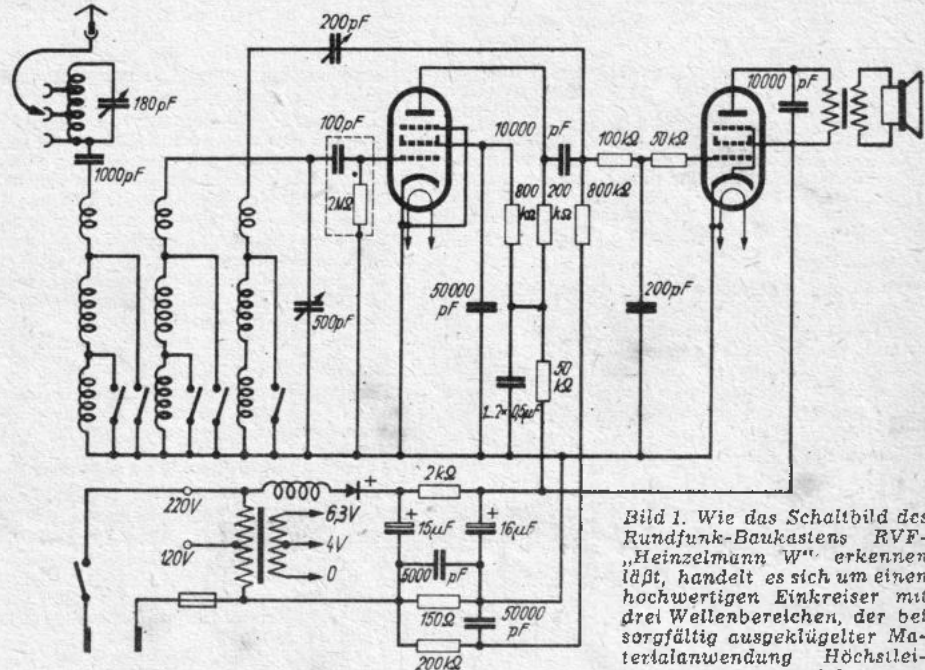 200pF
180pF
1000pF
100pF
2MΩ
500pF
10000 pF
800 kΩ
200 kΩ
800kΩ
50000 pF
50 kΩ
1...2×0,5µF
100kΩ
50kΩ
200pF
10000 pF
220V
120V
6,3V
4V
0
+
2kΩ
+
15µF
+
16µF
5000 pF
150Ω
50000 pF
200kΩ
Bild 1. Wie das Schaltbild des
Rundfunk-Baukastens RVF-
„Heinzelmann W“ erkennen
läßt, handelt es sich um einen
hochwertigen Einkreiser mit
drei Wellenbereichen, der bei
sorgfältig ausgeklügelter Ma-
terialanwendung Höchstlei-